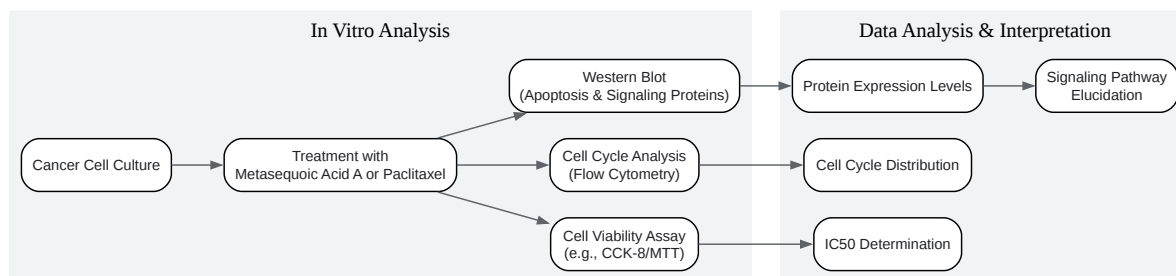 In Vitro Analysis
Data Analysis & Interpretation
Western Blot
(Apoptosis & Signaling Proteins)
Protein Expression Levels
Signaling Pathway
Elucidation
Cancer Cell Culture
Treatment with
Metasequoic Acid A or Paclitaxel
Cell Cycle Analysis
(Flow Cytometry)
Cell Cycle Distribution
Cell Viability Assay
(e.g., CCK-8/MTT)
IC50 Determination